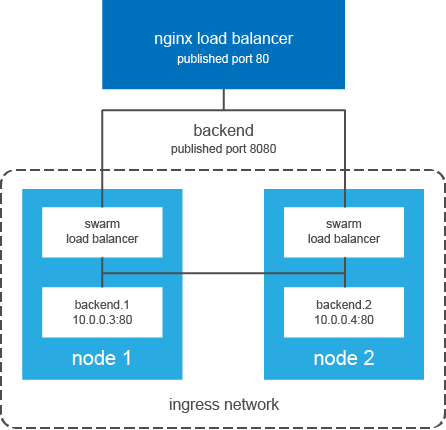 nginx load balancer
published port 80
backend
published port 8080
swarm
load balancer
backend.1
10.0.0.3:80
node 1
swarm
load balancer
backend.2
10.0.0.4:80
node 2
ingress network